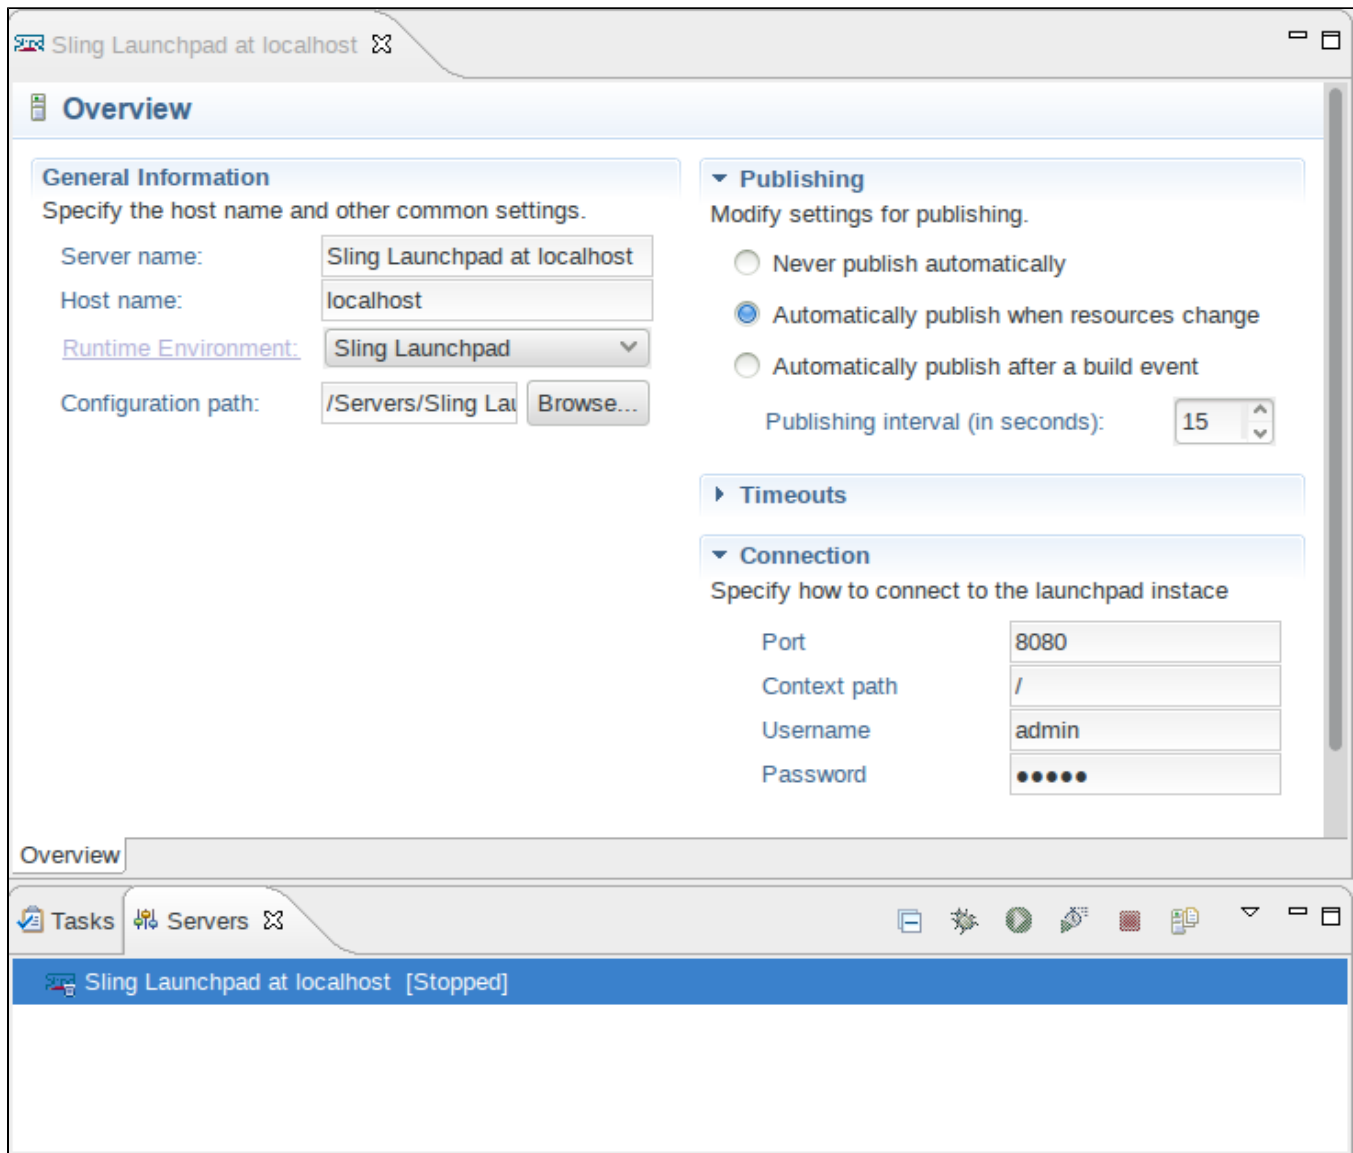 Sling Launchpad at localhost
Overview
General Information
Specify the host name and other common settings.
Server name: Sling Launchpad at localhost
Host name: localhost
Runtime Environment: Sling Launchpad
Configuration path: /Servers/Sling Lau Browse...
Publishing
Modify settings for publishing.
Never publish automatically
Automatically publish when resources change
Automatically publish after a build event
Publishing interval (in seconds): 15
Timeouts
Connection
Specify how to connect to the launchpad instace
Port 8080
Context path /
Username admin
Password ●●●●●
Overview
Tasks Servers
Sling Launchpad at localhost [Stopped]